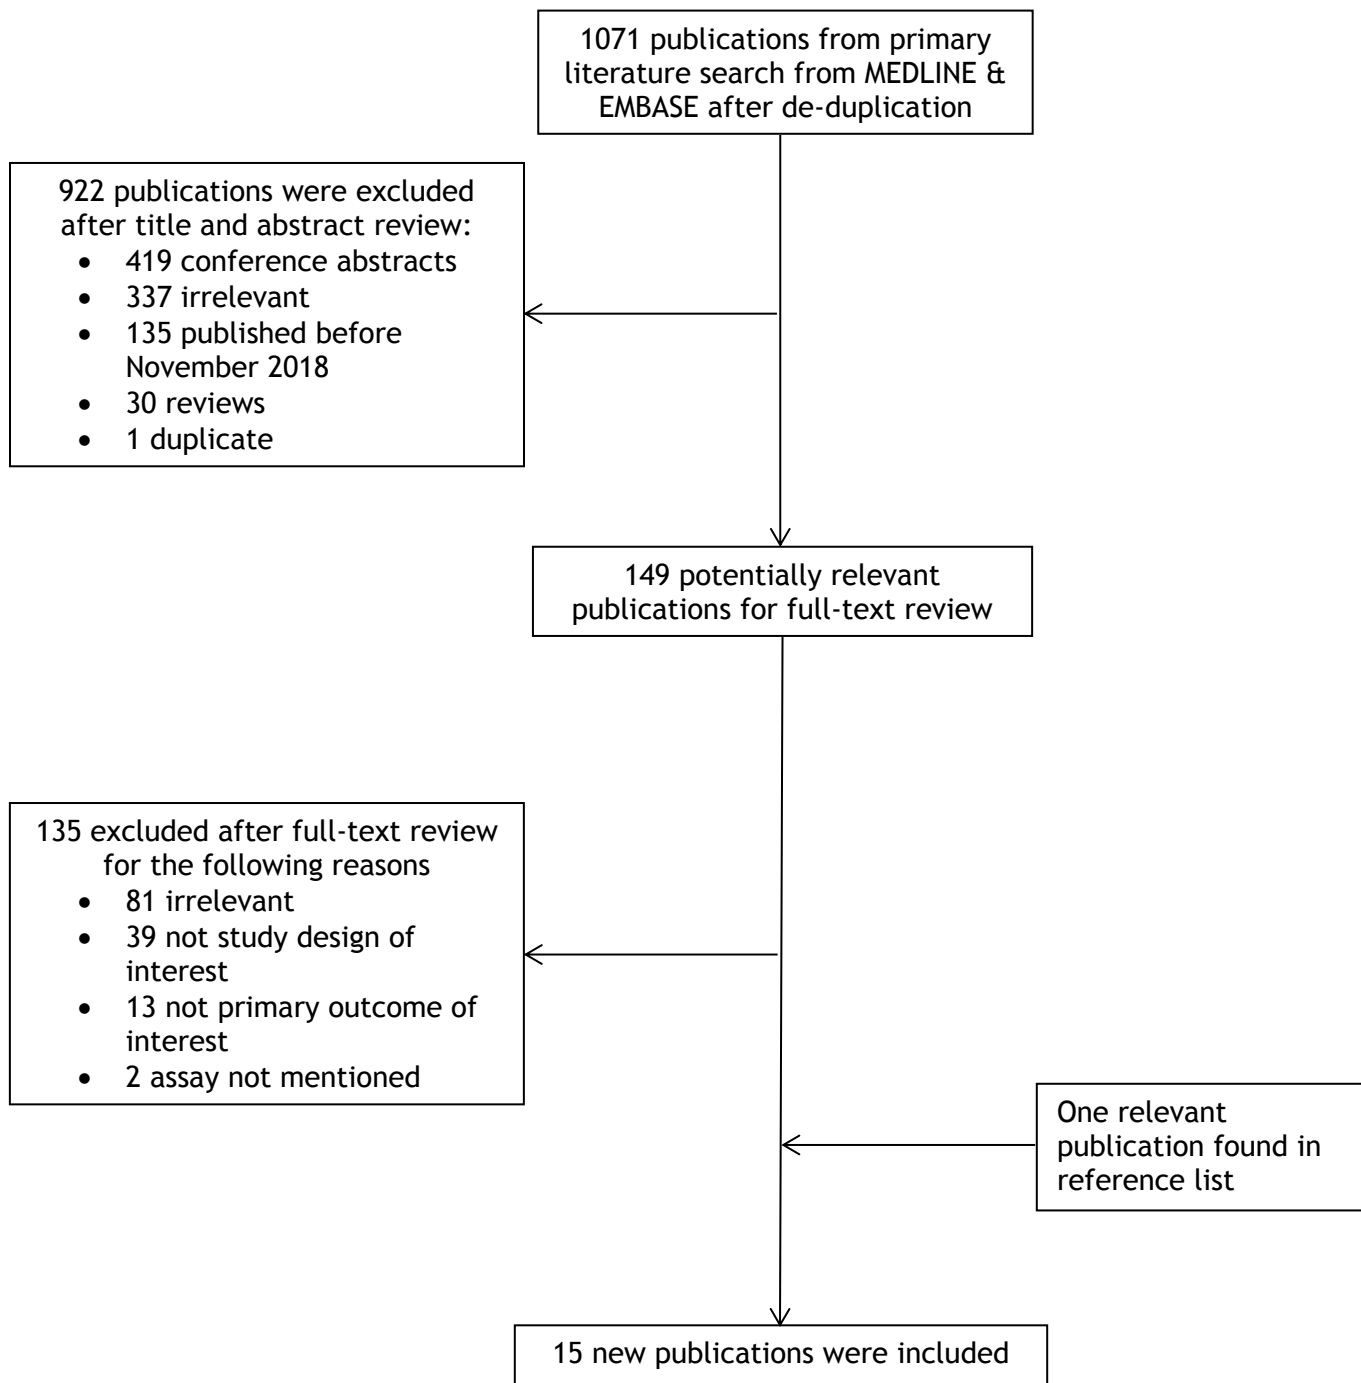 1071 publications from primary
literature search from MEDLINE &
EMBASE after de-duplication
922 publications were excluded
after title and abstract review:
• 419 conference abstracts
• 337 irrelevant
• 135 published before
November 2018
• 30 reviews
• 1 duplicate
149 potentially relevant
publications for full-text review
135 excluded after full-text review
for the following reasons
• 81 irrelevant
• 39 not study design of
interest
• 13 not primary outcome of
interest
• 2 assay not mentioned
One relevant
publication found in
reference list
15 new publications were included